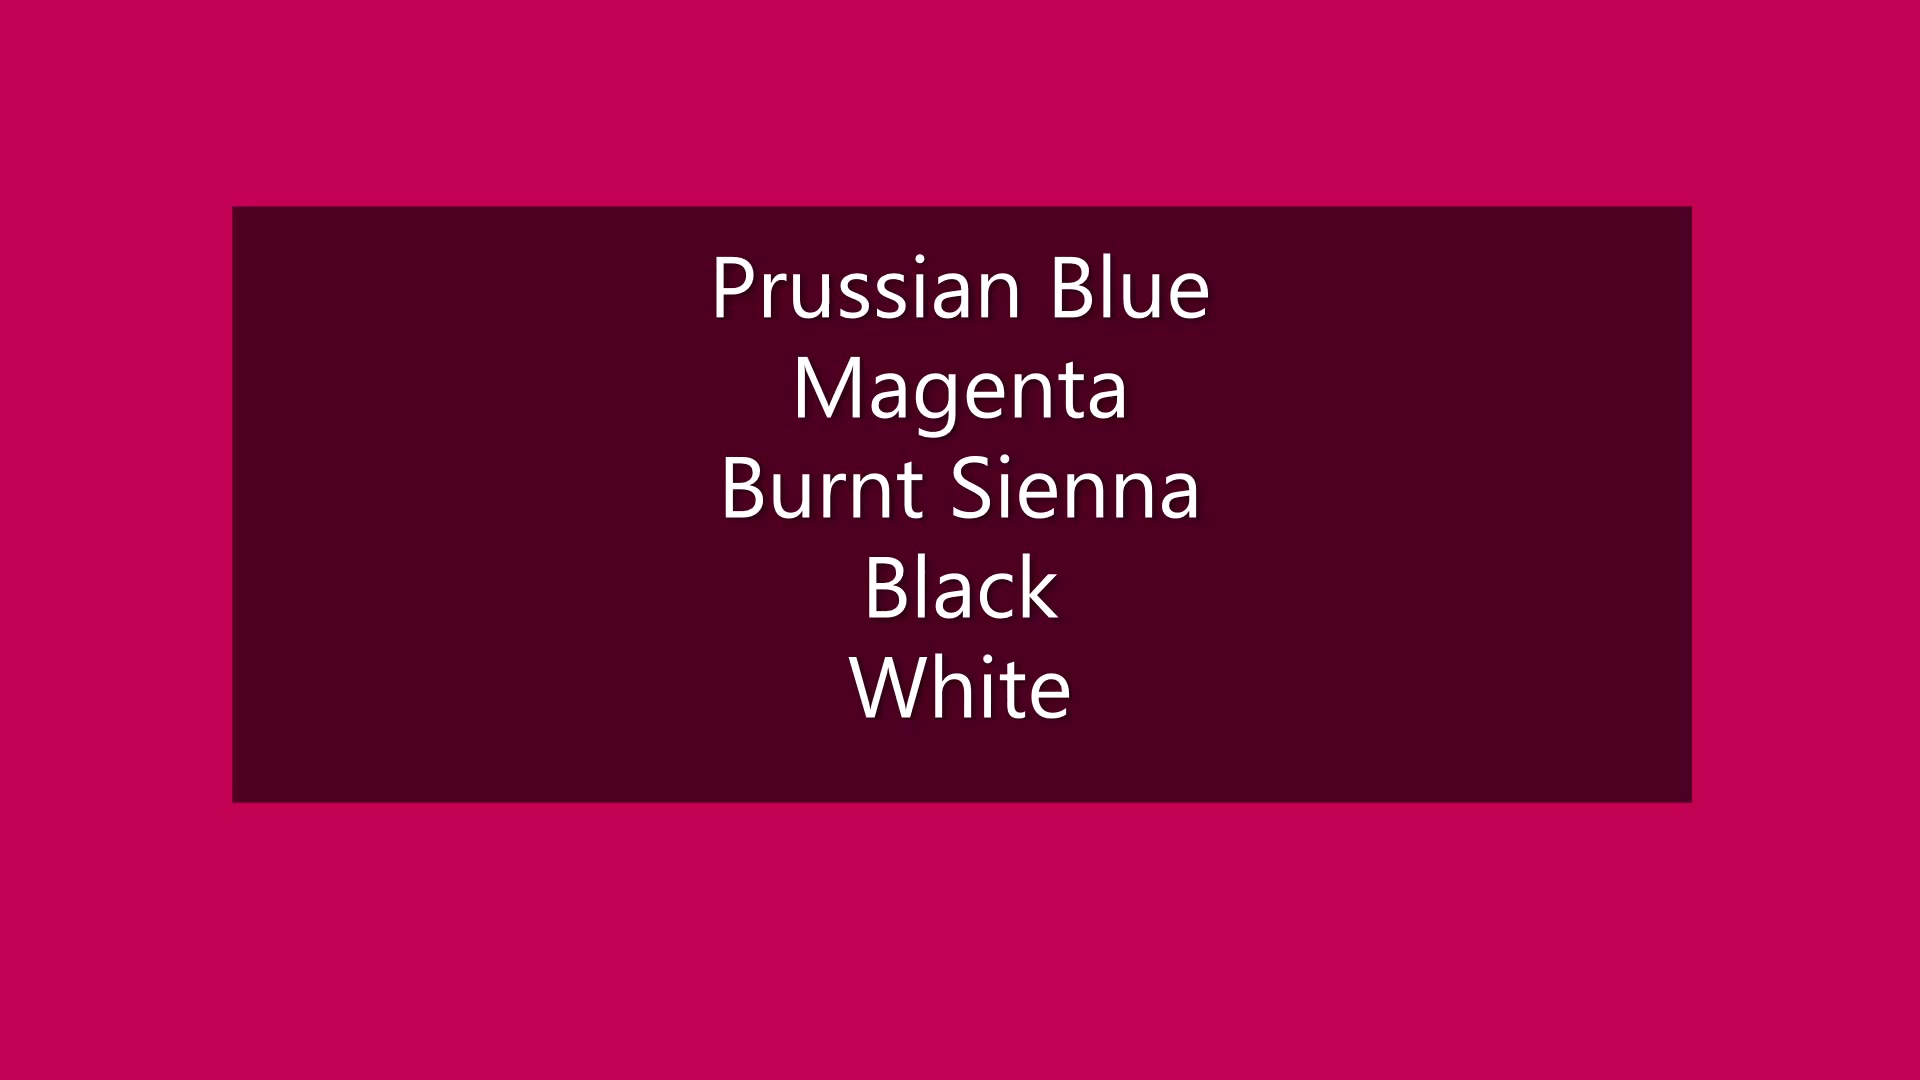 Prussian Blue
Magenta
Burnt Sienna
Black
White